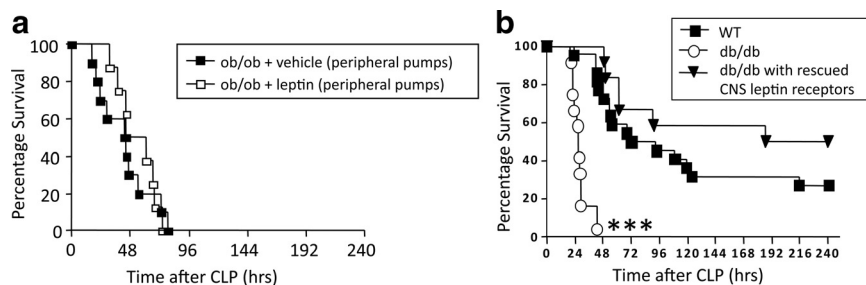 a
ob/ob + vehicle (peripheral pumps)
ob/ob + leptin (peripheral pumps)
Percentage Survival
100
80
60
40
20
0
0 48 96 144 192 240
Time after CLP (hrs)
b
WT
db/db
db/db with rescued
CNS leptin receptors
Percentage Survival
100
80
60
40
20
0
***
0 24 48 72 96 120 144 168 192 216 240
Time after CLP (hrs)